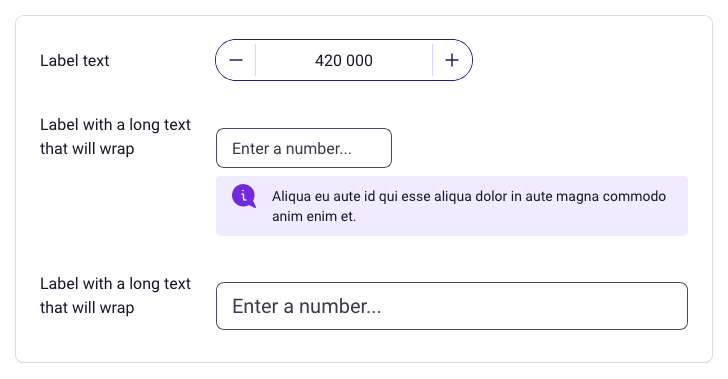 Label text
420 000
Label with a long text
that will wrap
Enter a number...
Aliqua eu aute id qui esse aliqua dolor in aute magna commodo
anim enim et.
Label with a long text
that will wrap
Enter a number...